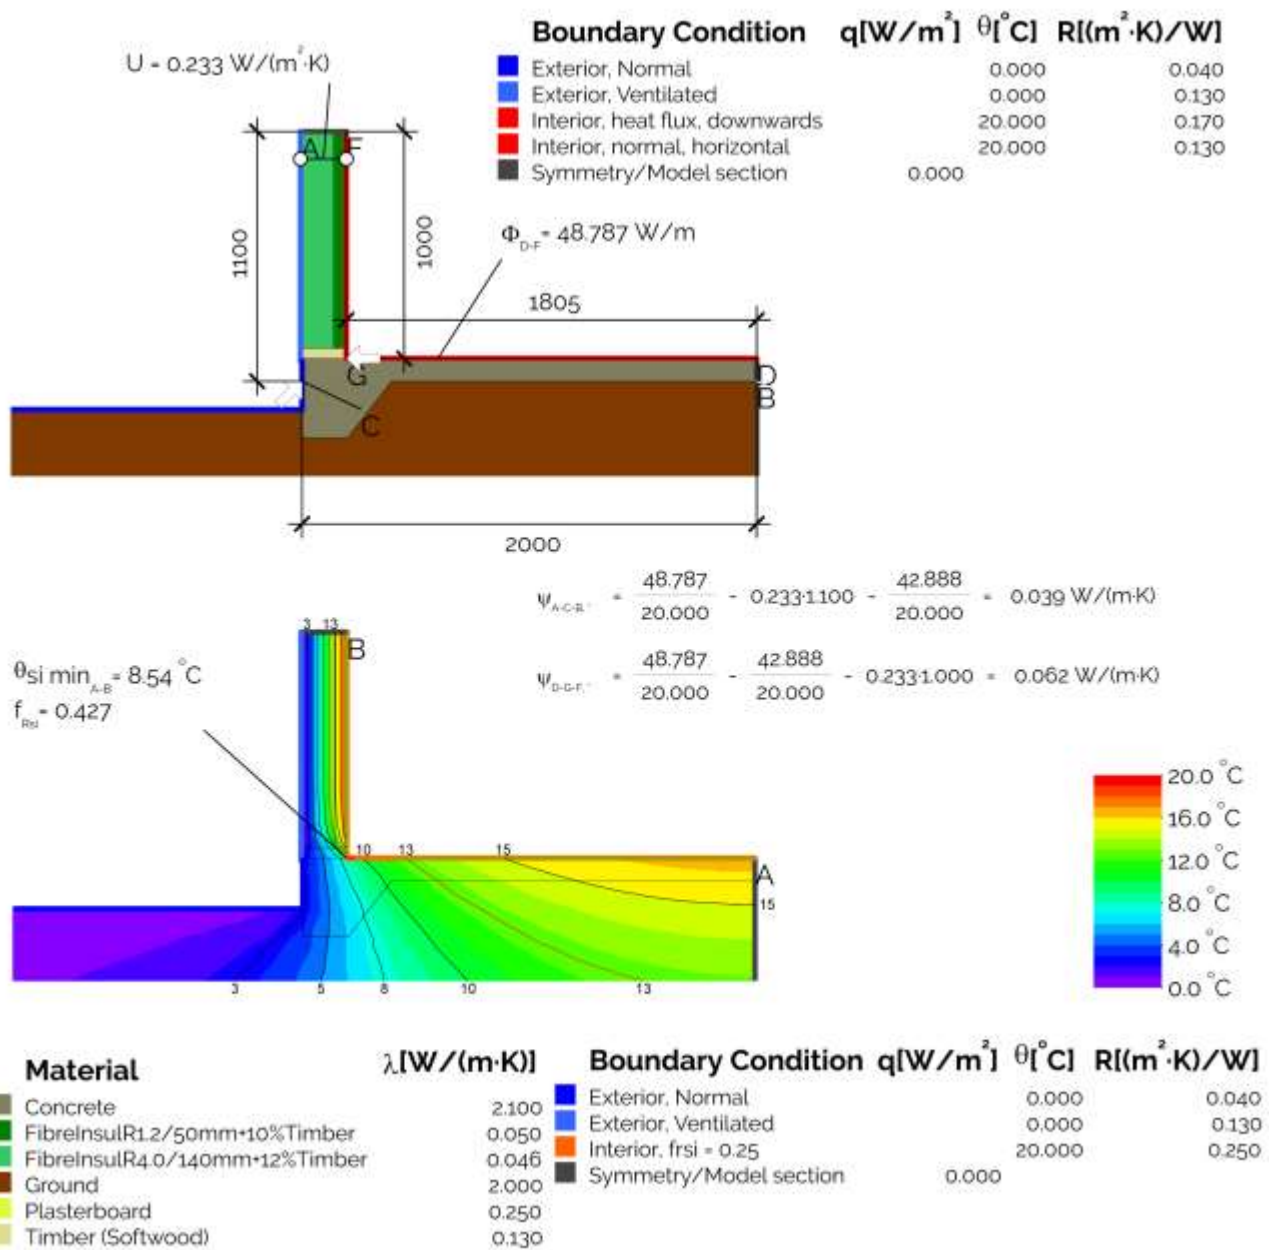 Boundary Condition q[W/m²] θ[°C] R[(m²·K)/W]
Exterior, Normal 0.000 0.040
Exterior, Ventilated 0.000 0.130
Interior, heat flux, downwards 20.000 0.170
Interior, normal, horizontal 20.000 0.130
Symmetry/Model section 0.000
U = 0.233 W/(m²·K)
A F
1100
1000
Φ D-F = 48.787 W/m
1805
G
D
B
C
2000
ψ A-C-B, * = 48.787 / 20.000 - 0.233·1.100 - 42.888 / 20.000 = 0.039 W/(m·K)
ψ D-G-F, * = 48.787 / 20.000 - 42.888 / 20.000 - 0.233·1.000 = 0.062 W/(m·K)
3 13
B
θsi min A-B = 8.54 °C
f Rsi = 0.427
10 13 15
A
15
3 5 8 10 13
20.0 °C
16.0 °C
12.0 °C
8.0 °C
4.0 °C
0.0 °C
Material λ[W/(m·K)]
Concrete 2.100
FibreInsulR1.2/50mm+10%Timber 0.050
FibreInsulR4.0/140mm+12%Timber 0.046
Ground 2.000
Plasterboard 0.250
Timber (Softwood) 0.130
Boundary Condition q[W/m²] θ[°C] R[(m²·K)/W]
Exterior, Normal 0.000 0.040
Exterior, Ventilated 0.000 0.130
Interior, frsi = 0.25 20.000 0.250
Symmetry/Model section 0.000